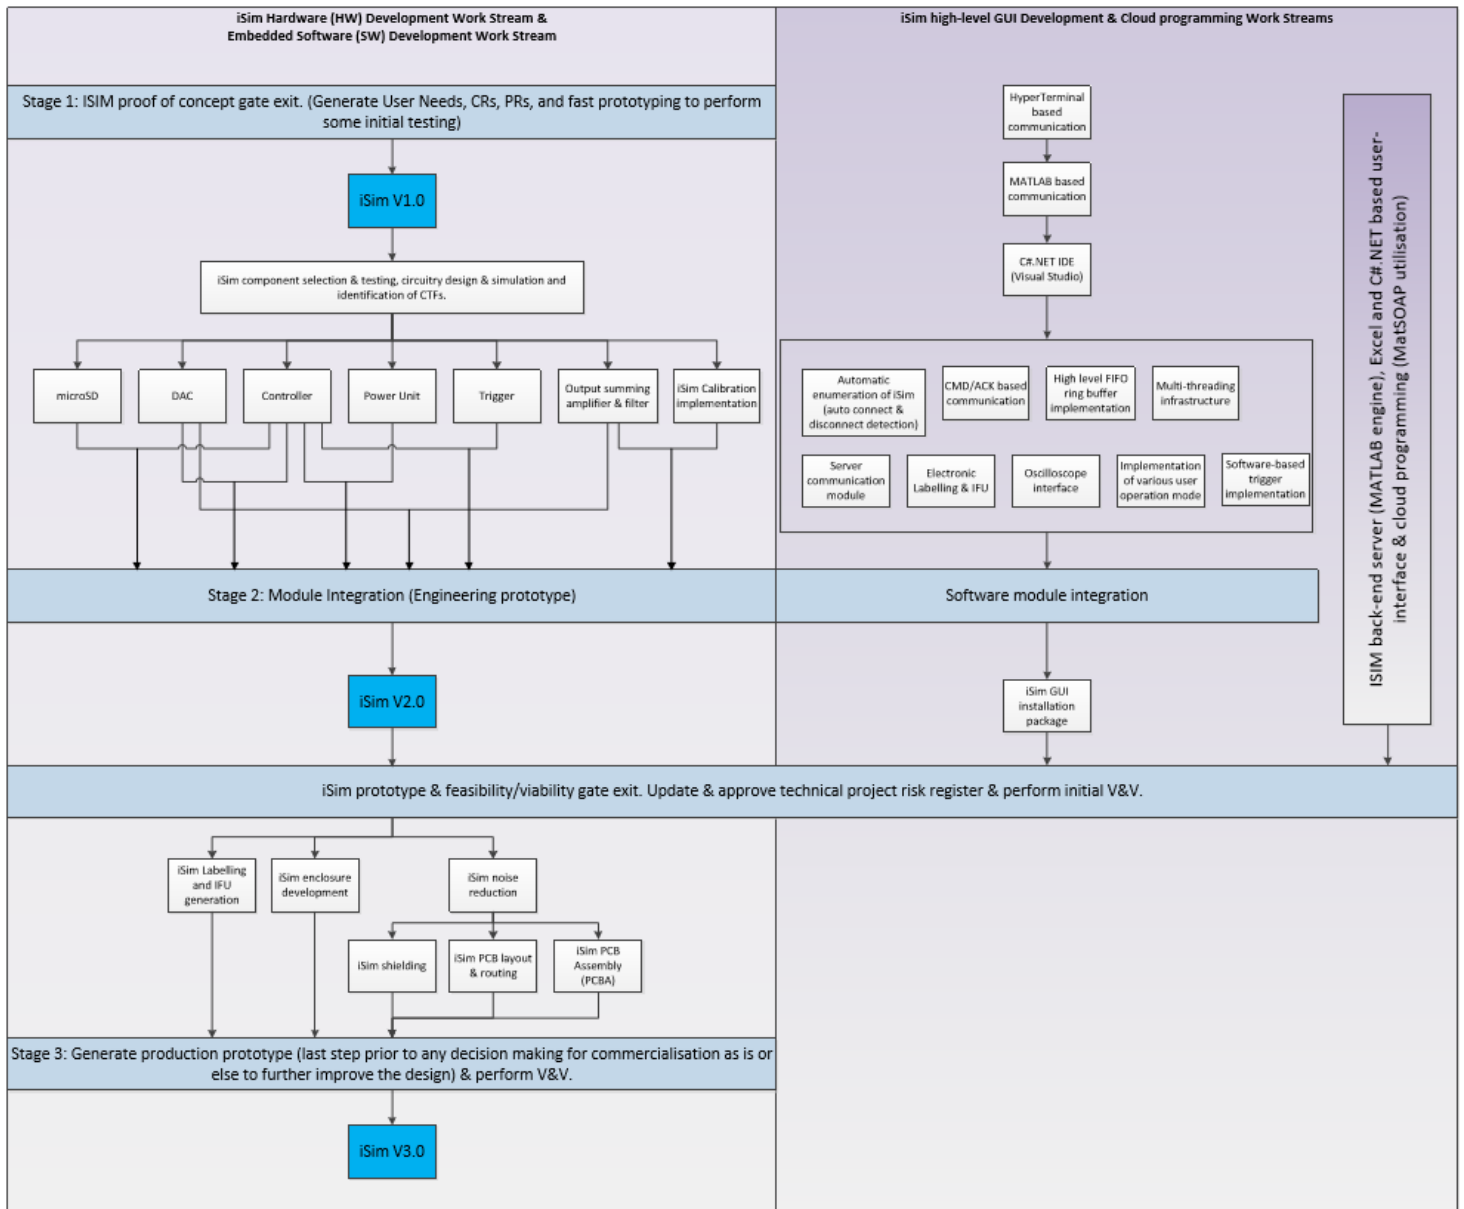 iSim Hardware (HW) Development Work Stream &
Embedded Software (SW) Development Work Stream
iSim high-level GUI Development & Cloud programming Work Streams
Stage 1: ISIM proof of concept gate exit. (Generate User Needs, CRs, PRs, and fast prototyping to perform
some initial testing)
iSim V1.0
iSim component selection & testing, circuitry design & simulation and
identification of CTFs.
microSD
DAC
Controller
Power Unit
Trigger
Output summing
amplifier & filter
iSim Calibration
implementation
HyperTerminal
based
communication
MATLAB based
communication
C#.NET IDE
(Visual Studio)
Automatic
enumeration of iSim
(auto connect &
disconnect detection)
CMD/ACK based
communication
High level FIFO
ring buffer
implementation
Multi-threading
infrastructure
Server
communication
module
Electronic
Labelling & IFU
Oscilloscope
interface
Implementation
of various user
operation mode
Software-based
trigger
implementation
ISIM back-end server (MATLAB engine), Excel and C#.NET based user-
interface & cloud programming (MatSOAP utilisation)
Stage 2: Module Integration (Engineering prototype)
Software module integration
iSim V2.0
iSim GUI
installation
package
iSim prototype & feasibility/viability gate exit. Update & approve technical project risk register & perform initial V&V.
iSim Labelling
and IFU
generation
iSim enclosure
development
iSim noise
reduction
iSim shielding
iSim PCB layout
& routing
iSim PCB
Assembly
(PCBA)
Stage 3: Generate production prototype (last step prior to any decision making for commercialisation as is or
else to further improve the design) & perform V&V.
iSim V3.0